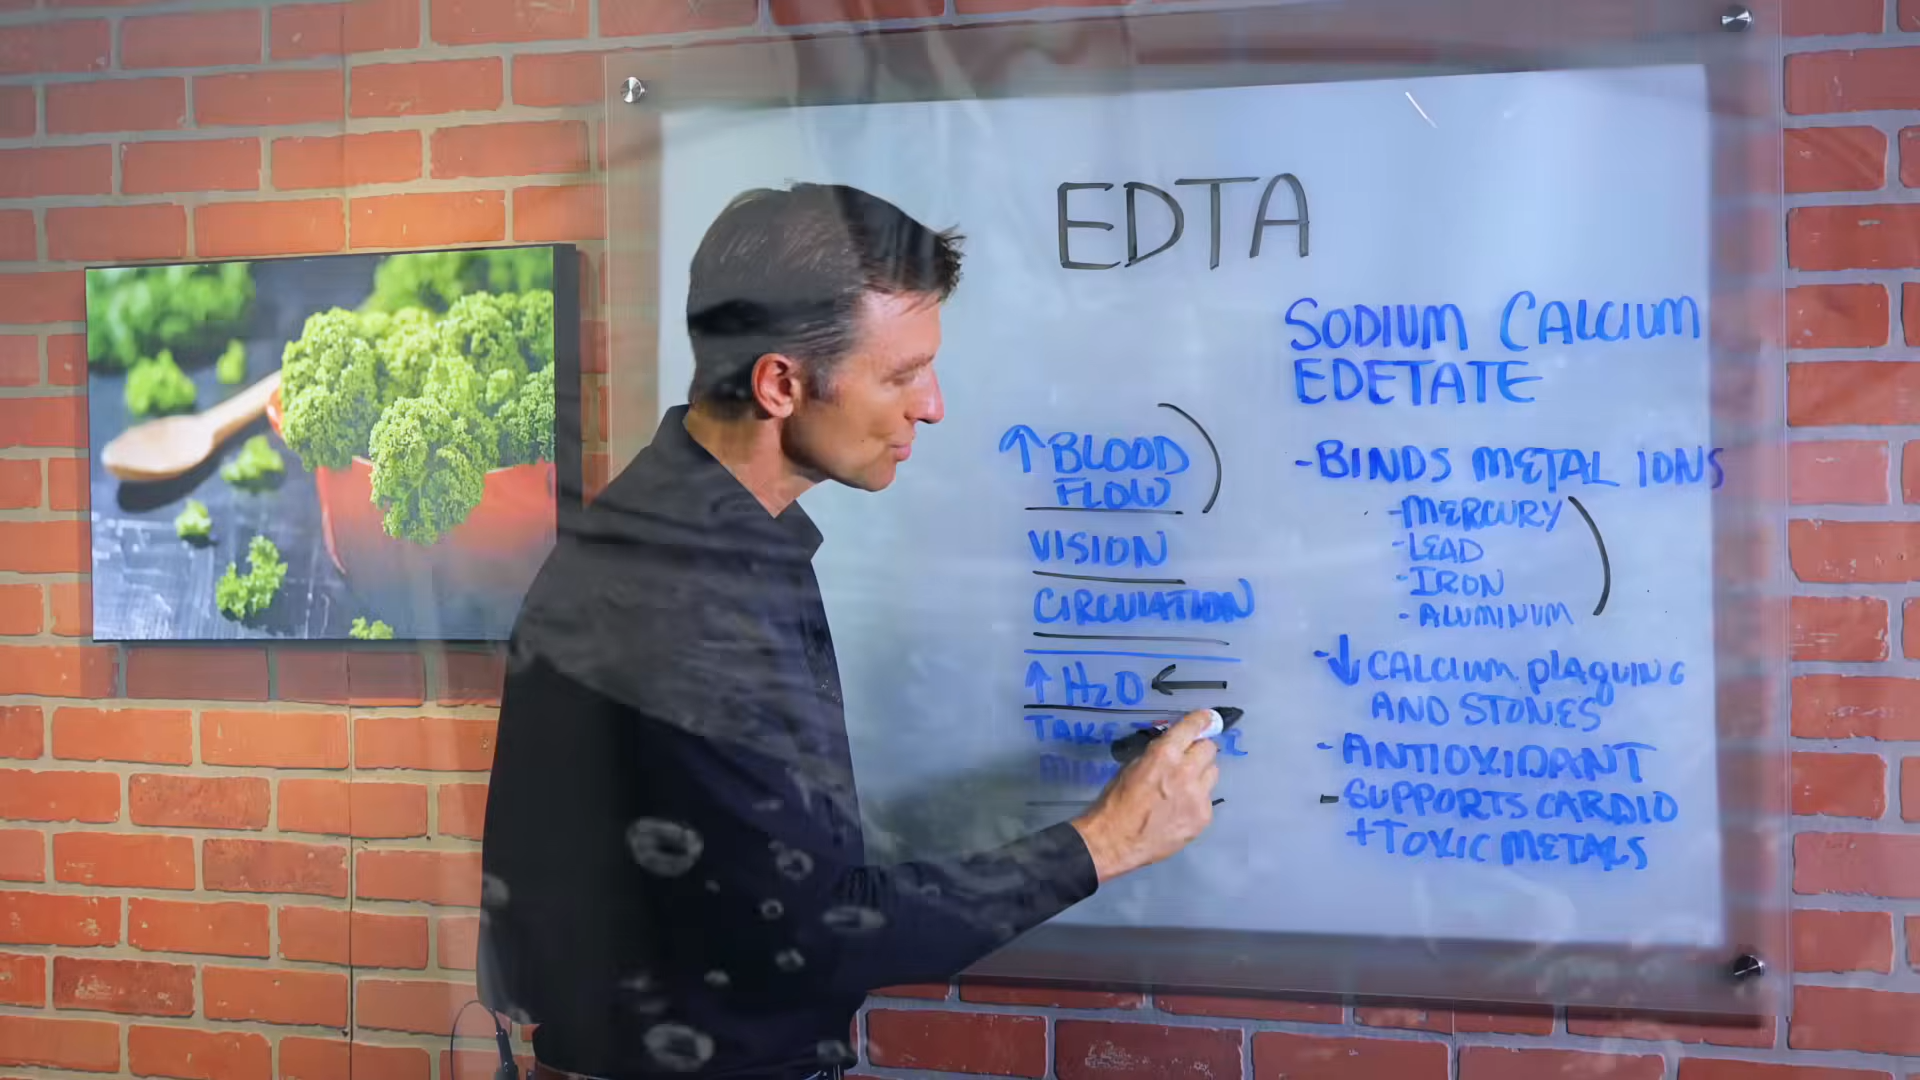 EDTA
SODIUM CALCIUM
EDETATE
↑ BLOOD
FLOW
VISION
CIRCULATION
↑ H2O ←
TAKE
-BINDS METAL IONS
-MERCURY
-LEAD
-IRON
-ALUMINUM
-↓ CALCIUM PLAQUING
AND STONES
-ANTIOXIDANT
-SUPPORTS CARDIO
+TOXIC METALS